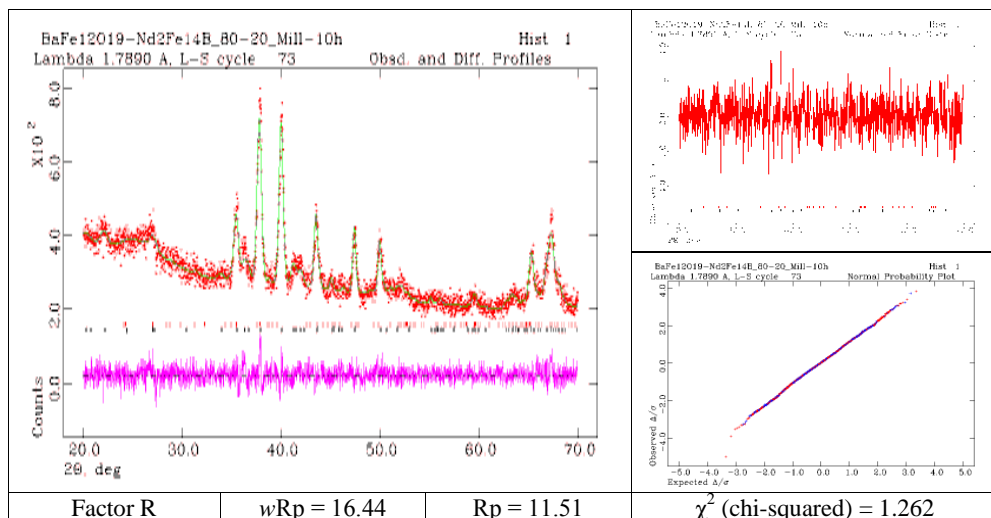 BaFe12O19-Nd2Fe14B_80-20_Mill-10h Hist 1
Lambda 1.7890 A, L-S cycle 73 Obsd. and Diff. Profiles
X10 2
8.0
6.0
4.0
2.0
0.0
Counts
20.0 30.0 40.0 50.0 60.0 70.0
2Θ, deg
BaFe12O19-Nd2Fe14B_80-20_Mill-10h Hist 1
Lambda 1.7890 A, L-S cycle 73 Normal Probability Plot
4.0
2.0
0.0
-2.0
-4.0
Observed Δ/σ
-5.0 -4.0 -3.0 -2.0 -1.0 0.0 1.0 2.0 3.0 4.0 5.0
Expected Δ/σ
Factor R wRp = 16.44 Rp = 11.51 χ2 (chi-squared) = 1.262